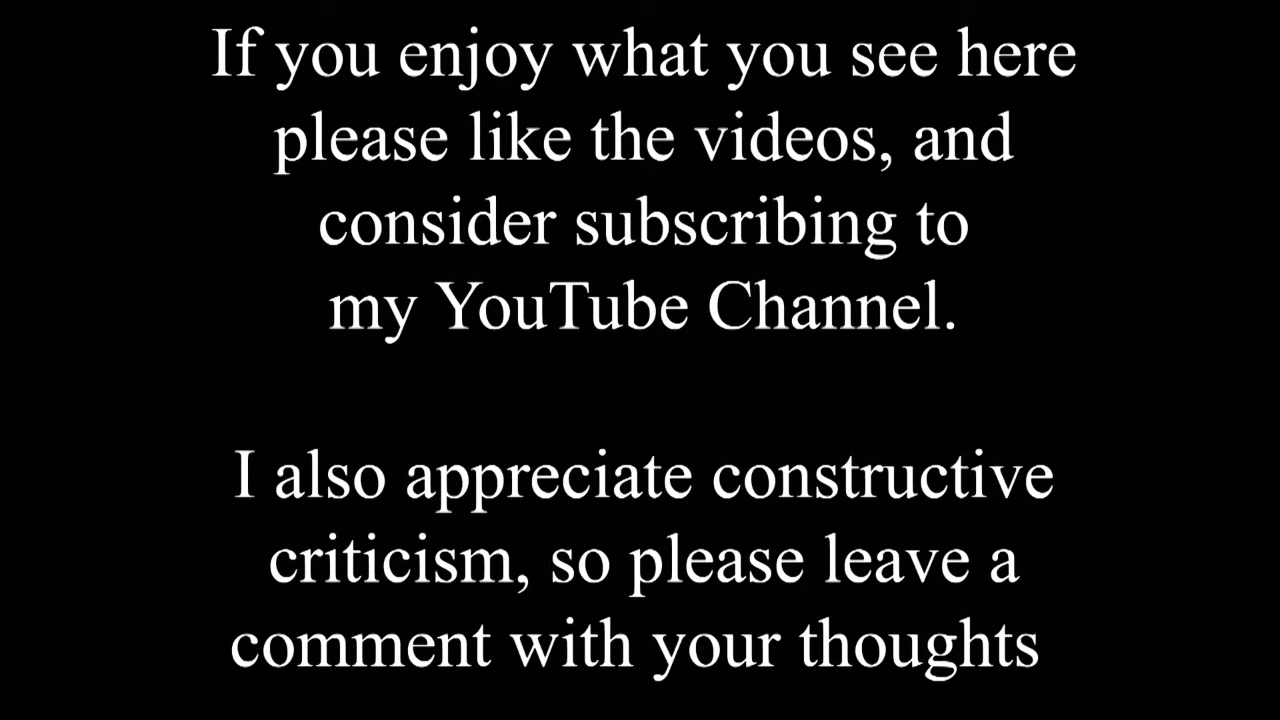 If you enjoy what you see here
please like the videos, and
consider subscribing to
my YouTube Channel.
I also appreciate constructive
criticism, so please leave a
comment with your thoughts